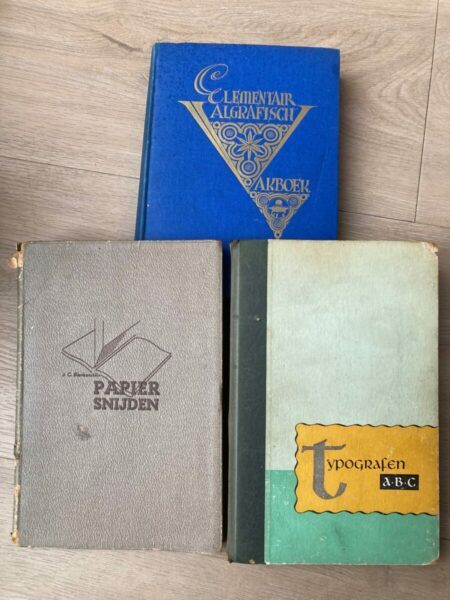 ELEMENTAIR
ALGRAFISCH
VAKBOEK
J. C.
PAPIER
SNIJDEN
typografen
A·B·C